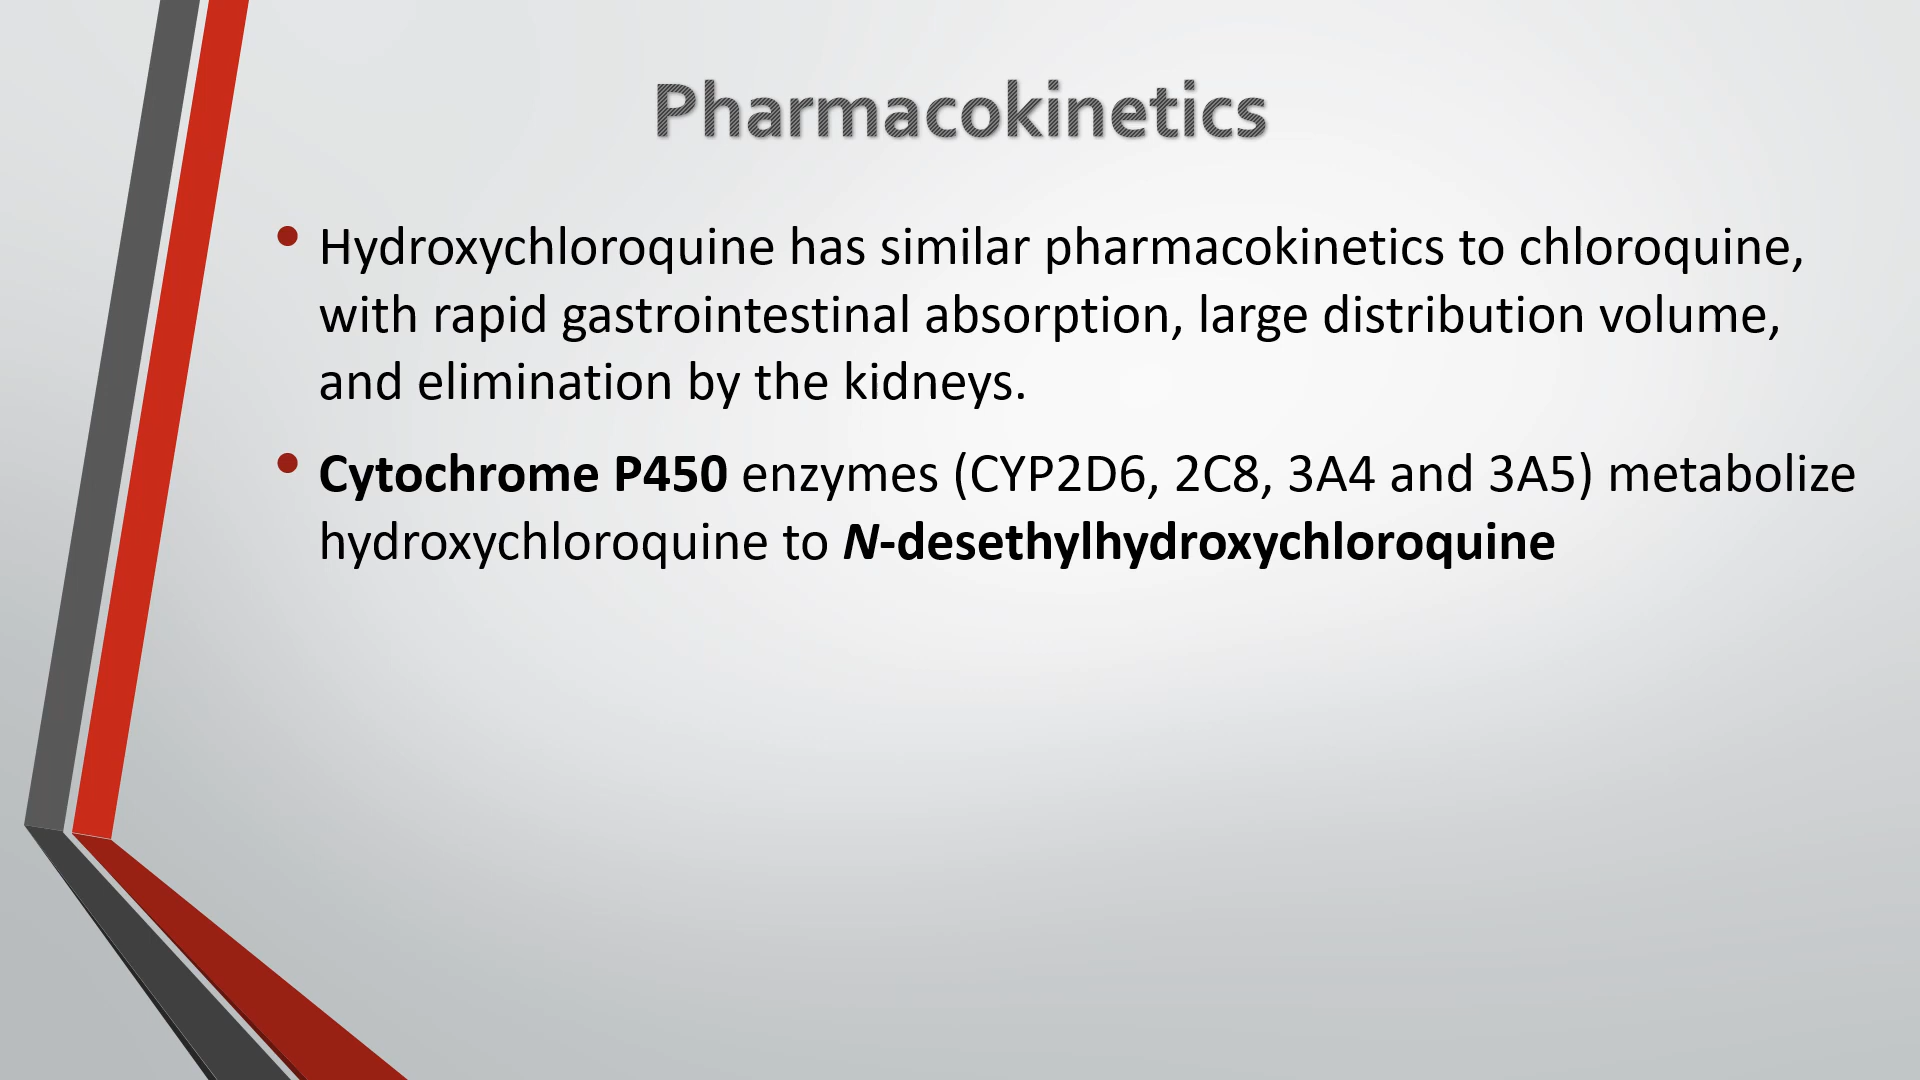 Pharmacokinetics
• Hydroxychloroquine has similar pharmacokinetics to chloroquine,
with rapid gastrointestinal absorption, large distribution volume,
and elimination by the kidneys.
• Cytochrome P450 enzymes (CYP2D6, 2C8, 3A4 and 3A5) metabolize
hydroxychloroquine to N-desethylhydroxychloroquine